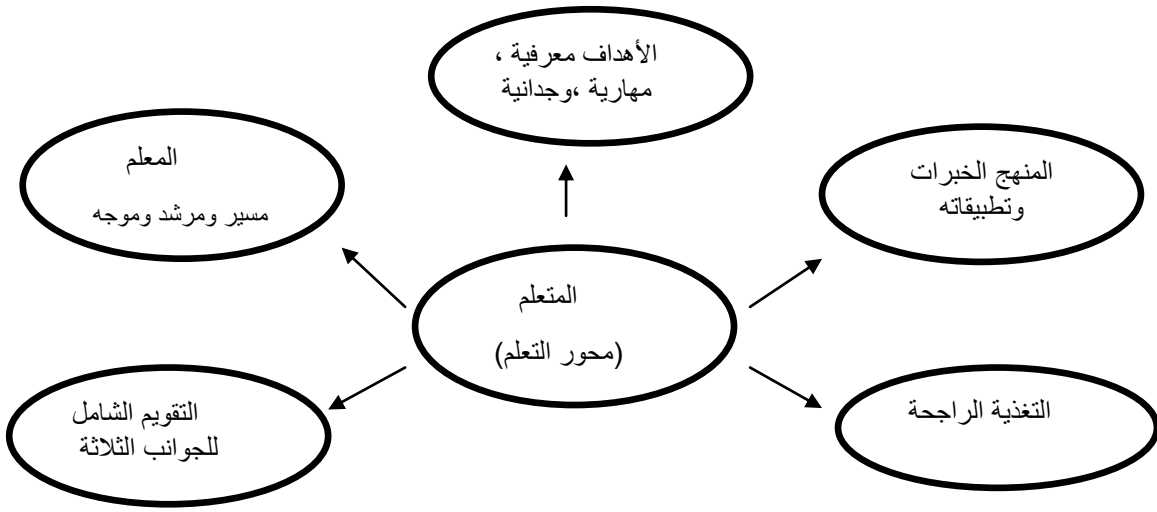 الأهداف معرفية ،
مهارية ،وجدانية
المنهج الخبرات
وتطبيقاته
المعلم
مسير ومرشد وموجه
المتعلم
(محور التعلم)
التغذية الراجحة
التقويم الشامل
للجوانب الثلاثة